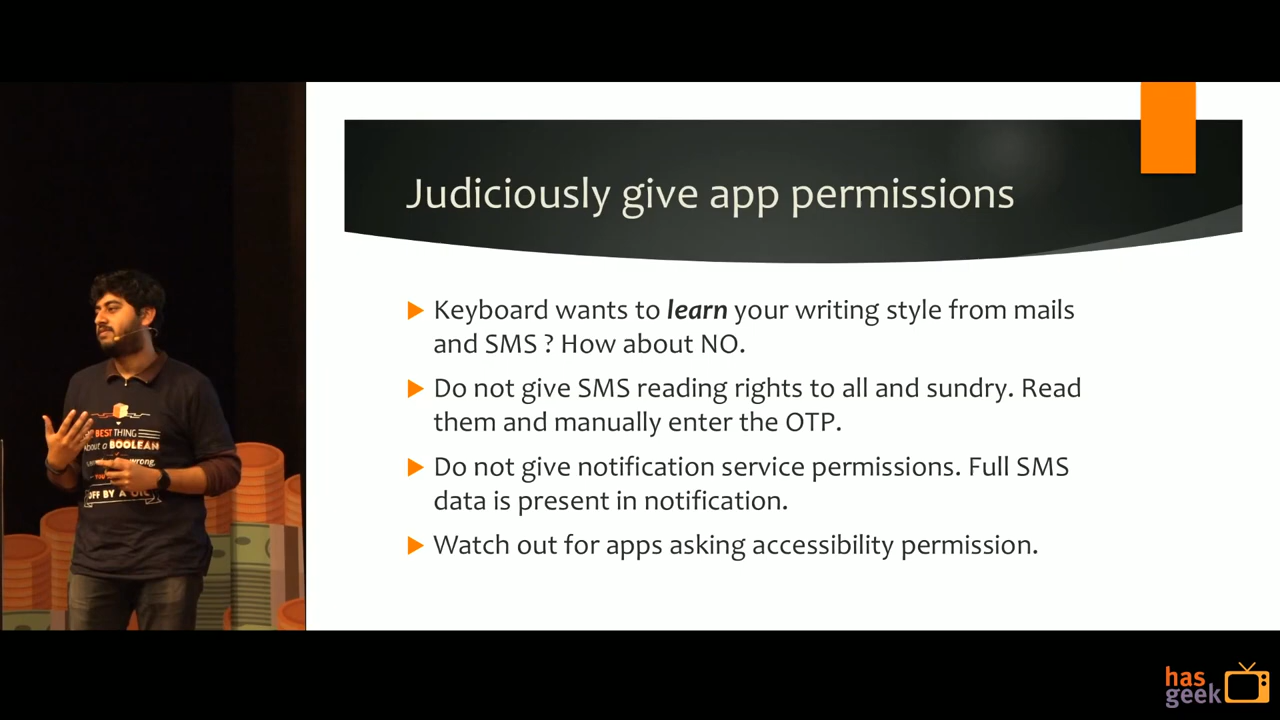 Judiciously give app permissions
Keyboard wants to learn your writing style from mails
and SMS ? How about NO.
Do not give SMS reading rights to all and sundry. Read
them and manually enter the OTP.
Do not give notification service permissions. Full SMS
data is present in notification.
Watch out for apps asking accessibility permission.
BEST THING
About a BOOLEAN
wrong,
OFF BY A
has
geek